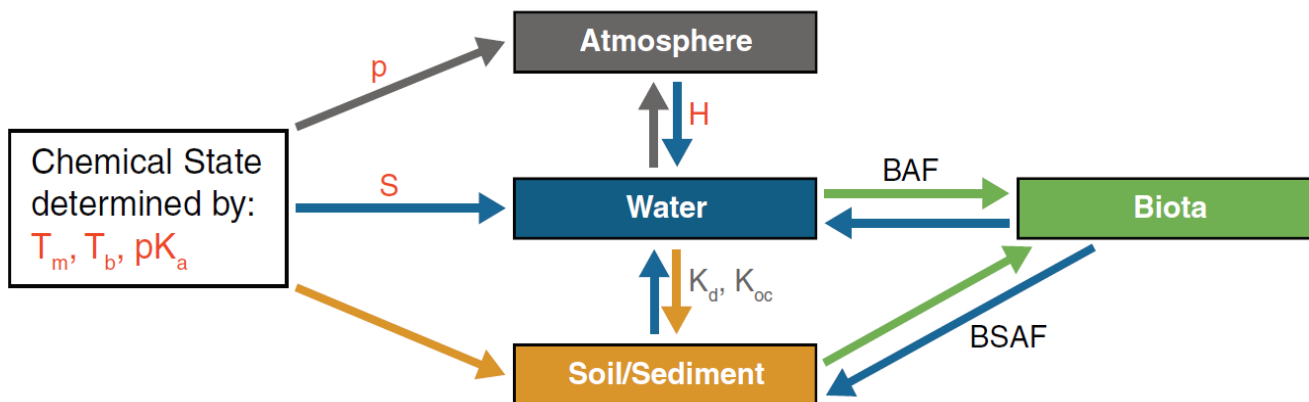 Atmosphere
p
H
Chemical State
determined by:
Tm, Tb, pKa
S
Water
BAF
Biota
Kd, Koc
BSAF
Soil/Sediment